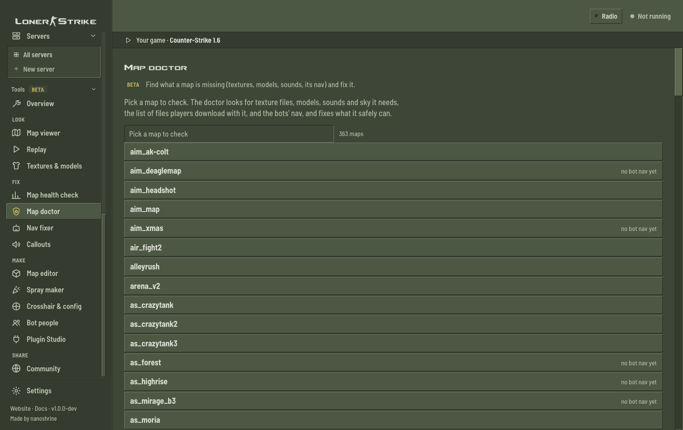 LONER STRIKE
Servers
All servers
New server
Tools BETA
Overview
LOOK
Map viewer
Replay
Textures & models
FIX
Map health check
Map doctor
Nav fixer
Callouts
MAKE
Map editor
Spray maker
Crosshair & config
Bot people
Plugin Studio
SHARE
Community
Settings
Website · Docs · v1.0.0-dev
Made by nanoshrine
Radio
Not running
Your game · Counter-Strike 1.6
MAP DOCTOR
BETA Find what a map is missing (textures, models, sounds, its nav) and fix it.
Pick a map to check. The doctor looks for texture files, models, sounds and sky it needs,
the list of files players download with it, and the bots' nav, and fixes what it safely can.
Pick a map to check 363 maps
aim_ak-colt
aim_deaglemap no bot nav yet
aim_headshot
aim_map
aim_xmas no bot nav yet
air_fight2
alleyrush
arena_v2
as_crazytank
as_crazytank2
as_crazytank3
as_forest no bot nav yet
as_highrise no bot nav yet
as_mirage_b3 no bot nav yet
as_moria